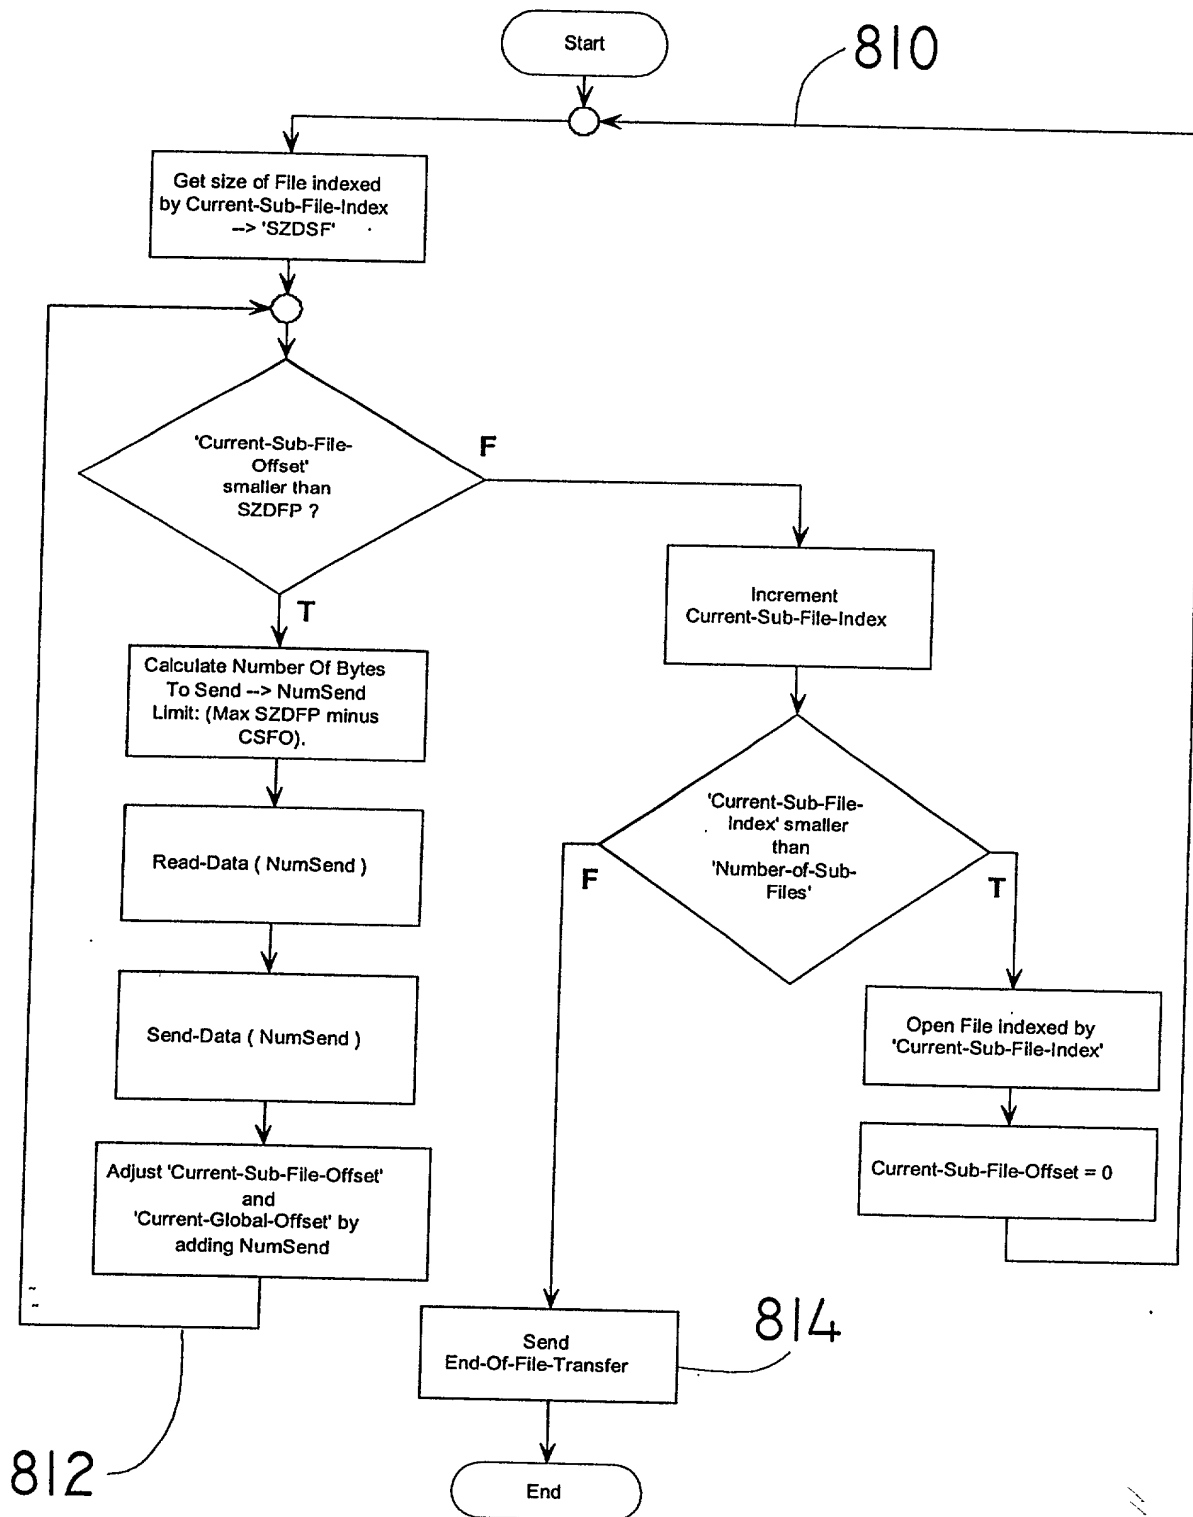 Start
810
Get size of File indexed
by Current-Sub-File-Index
--> 'SZDSF'
'Current-Sub-File-
Offset'
smaller than
SZDFP ?
F
T
Calculate Number Of Bytes
To Send --> NumSend
Limit: (Max SZDFP minus
CSFO).
Read-Data ( NumSend )
Send-Data ( NumSend )
Adjust 'Current-Sub-File-Offset'
and
'Current-Global-Offset' by
adding NumSend
812
Increment
Current-Sub-File-Index
'Current-Sub-File-
Index' smaller
than
'Number-of-Sub-
Files'
F
T
Open File indexed by
'Current-Sub-File-Index'
Current-Sub-File-Offset = 0
Send
End-Of-File-Transfer
814
End